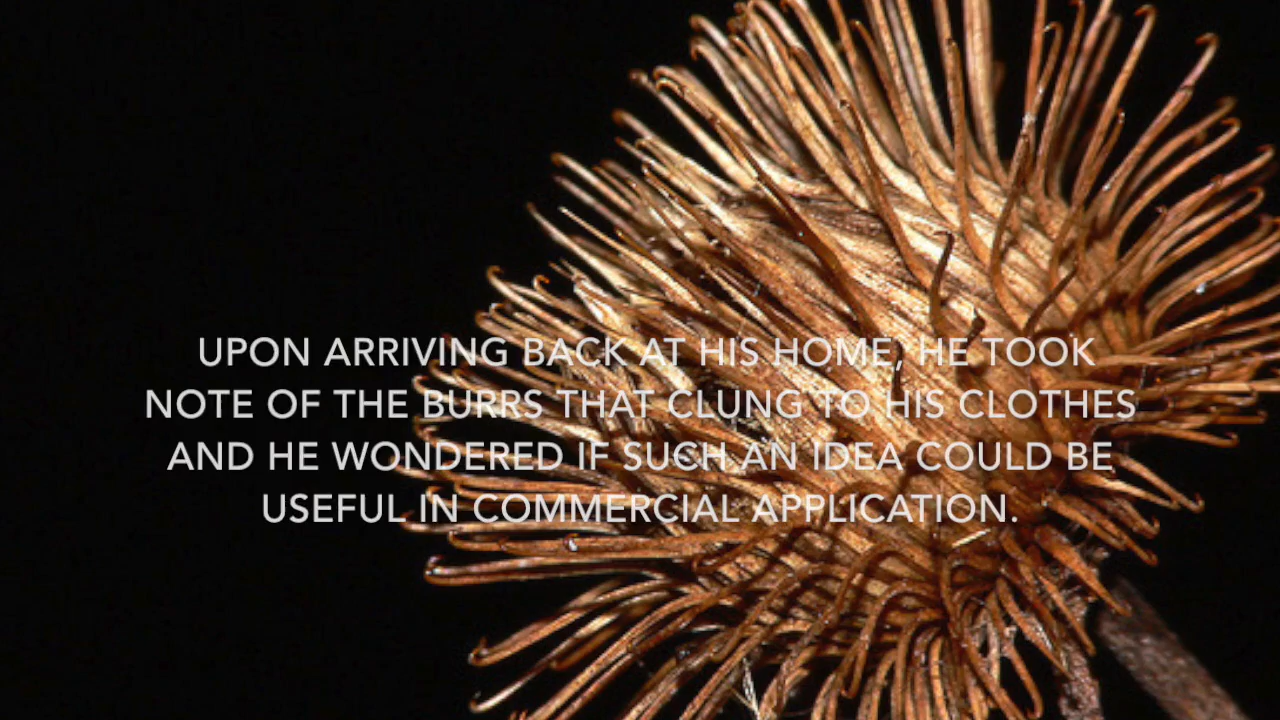 UPON ARRIVING BACK AT HIS HOME, HE TOOK
NOTE OF THE BURRS THAT CLUNG TO HIS CLOTHES
AND HE WONDERED IF SUCH AN IDEA COULD BE
USEFUL IN COMMERCIAL APPLICATION.